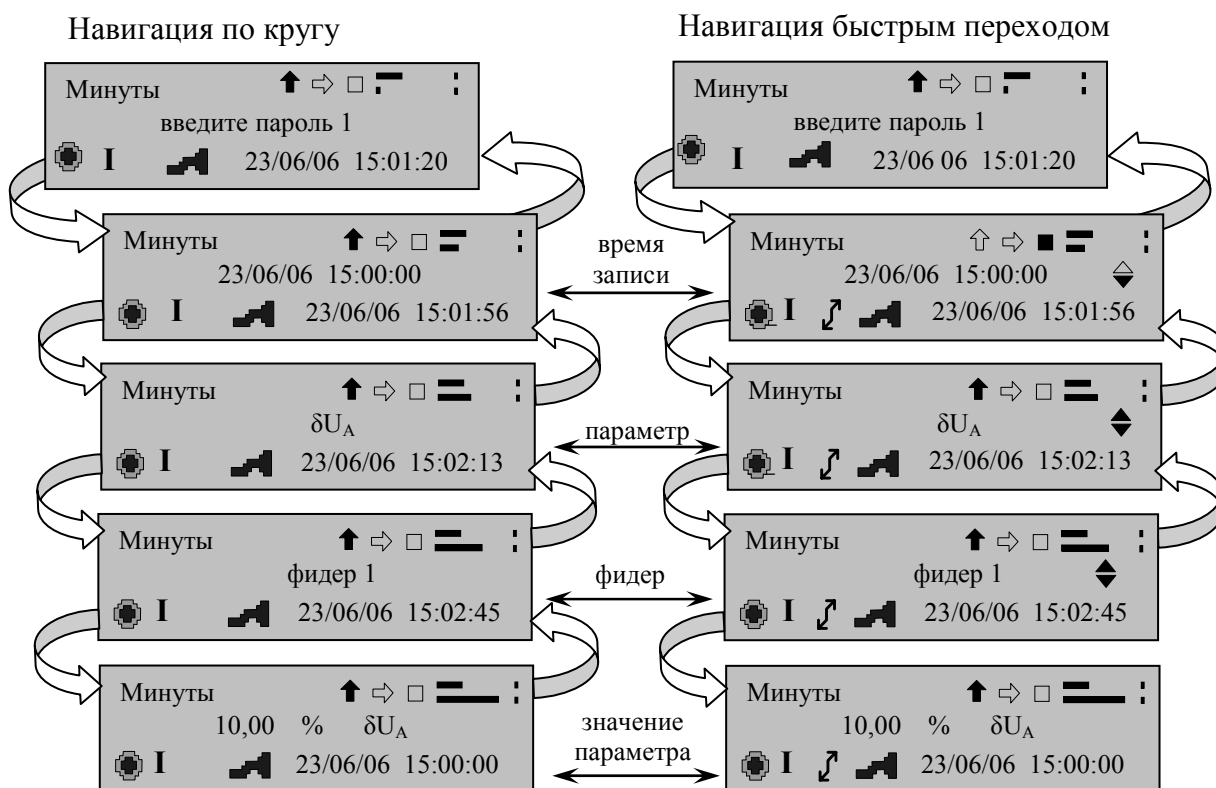 Навигация по кругу
Навигация быстрым переходом
Минуты
введите пароль 1
I 23/06/06 15:01:20
Минуты
введите пароль 1
I 23/06 06 15:01:20
Минуты
23/06/06 15:00:00
I 23/06/06 15:01:56
время
записи
Минуты
23/06/06 15:00:00
I 23/06/06 15:01:56
Минуты
δUA
I 23/06/06 15:02:13
параметр
Минуты
δUA
I 23/06/06 15:02:13
Минуты
фидер 1
I 23/06/06 15:02:45
фидер
Минуты
фидер 1
I 23/06/06 15:02:45
Минуты
10,00 % δUA
I 23/06/06 15:00:00
значение
параметра
Минуты
10,00 % δUA
I 23/06/06 15:00:00